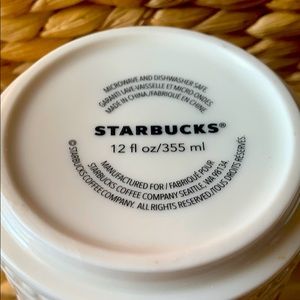 MICROWAVE AND DISHWASHER SAFE
GARANTI LAVE-VAISSELLE ET MICRO-ONDES
MADE IN CHINA/FABRIQUÉ EN CHINE
STARBUCKS®
12 fl oz/355 ml
MANUFACTURED FOR / FABRIQUÉ POUR
STARBUCKS COFFEE COMPANY SEATTLE, WA 98134.
STARBUCKS COFFEE COMPANY. ALL RIGHTS RESERVED./TOUS DROITS RÉSERVÉS.